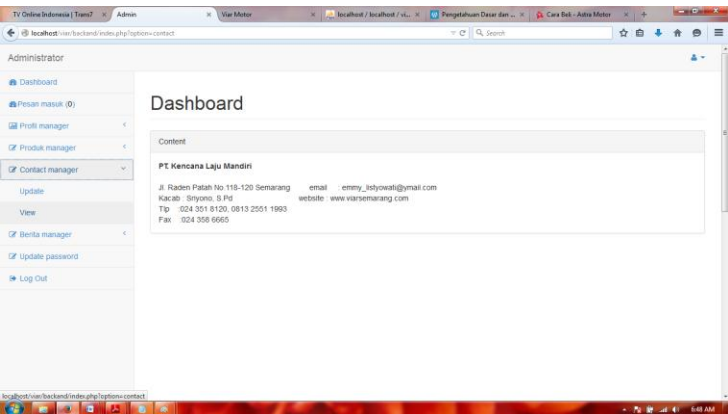 TV Online Indonesia | Trans7
Admin
Viar Motor
localhost / localhost / vi...
Pengetahuan Dasar dan ...
Cara Beli - Astra Motor
localhost/viar/backand/index.php?option=contact
Search
Administrator
Dashboard
Pesan masuk (0)
Profil manager
Produk manager
Contact manager
Update
View
Berita manager
Update password
Log Out
Dashboard
Content
PT. Kencana Laju Mandiri
Jl. Raden Patah No.118-120 Semarang email : emmy_listyowati@ymail.com
Kacab : Sriyono, S.Pd website : www.viarsemarang.com
Tlp :024 351 8120, 0813 2551 1993
Fax :024 358 6665
localhost/viar/backand/index.php?option=contact
6:48 AM